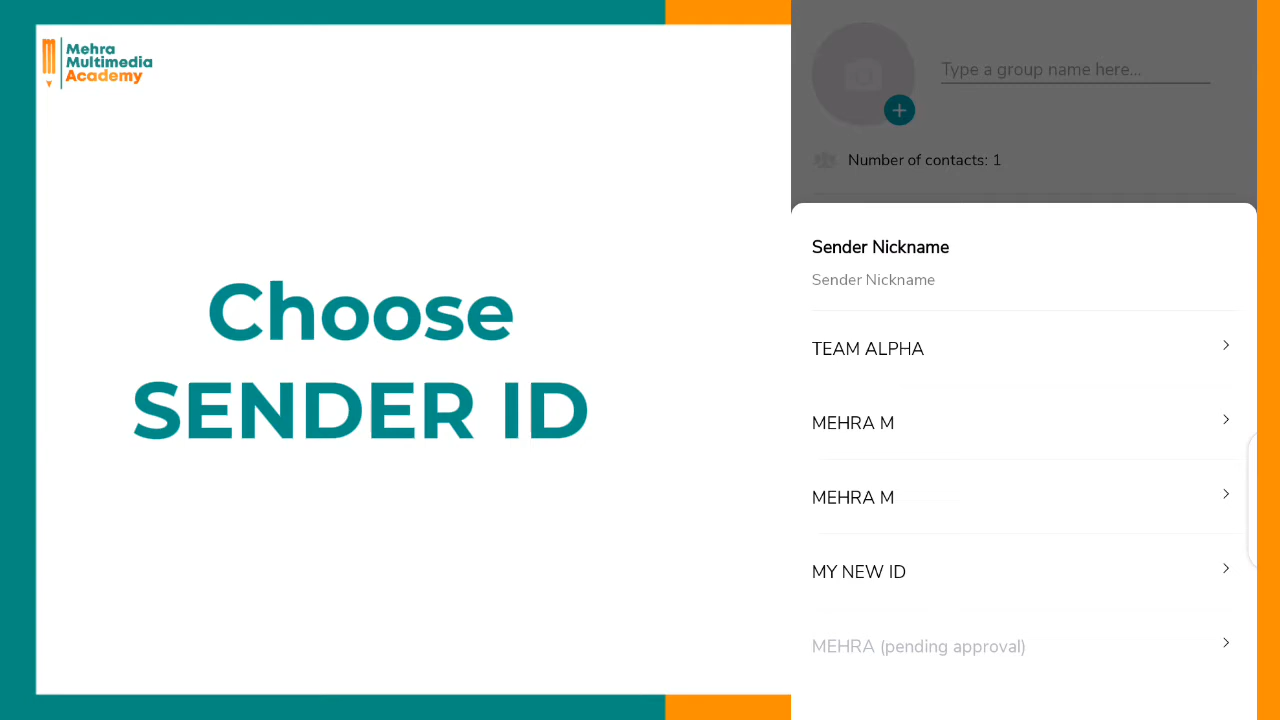 Mehra
Multimedia
Academy
Choose
SENDER ID
Type a group name here...
Number of contacts: 1
Sender Nickname
Sender Nickname
TEAM ALPHA
MEHRA M
MEHRA M
MY NEW ID
MEHRA (pending approval)